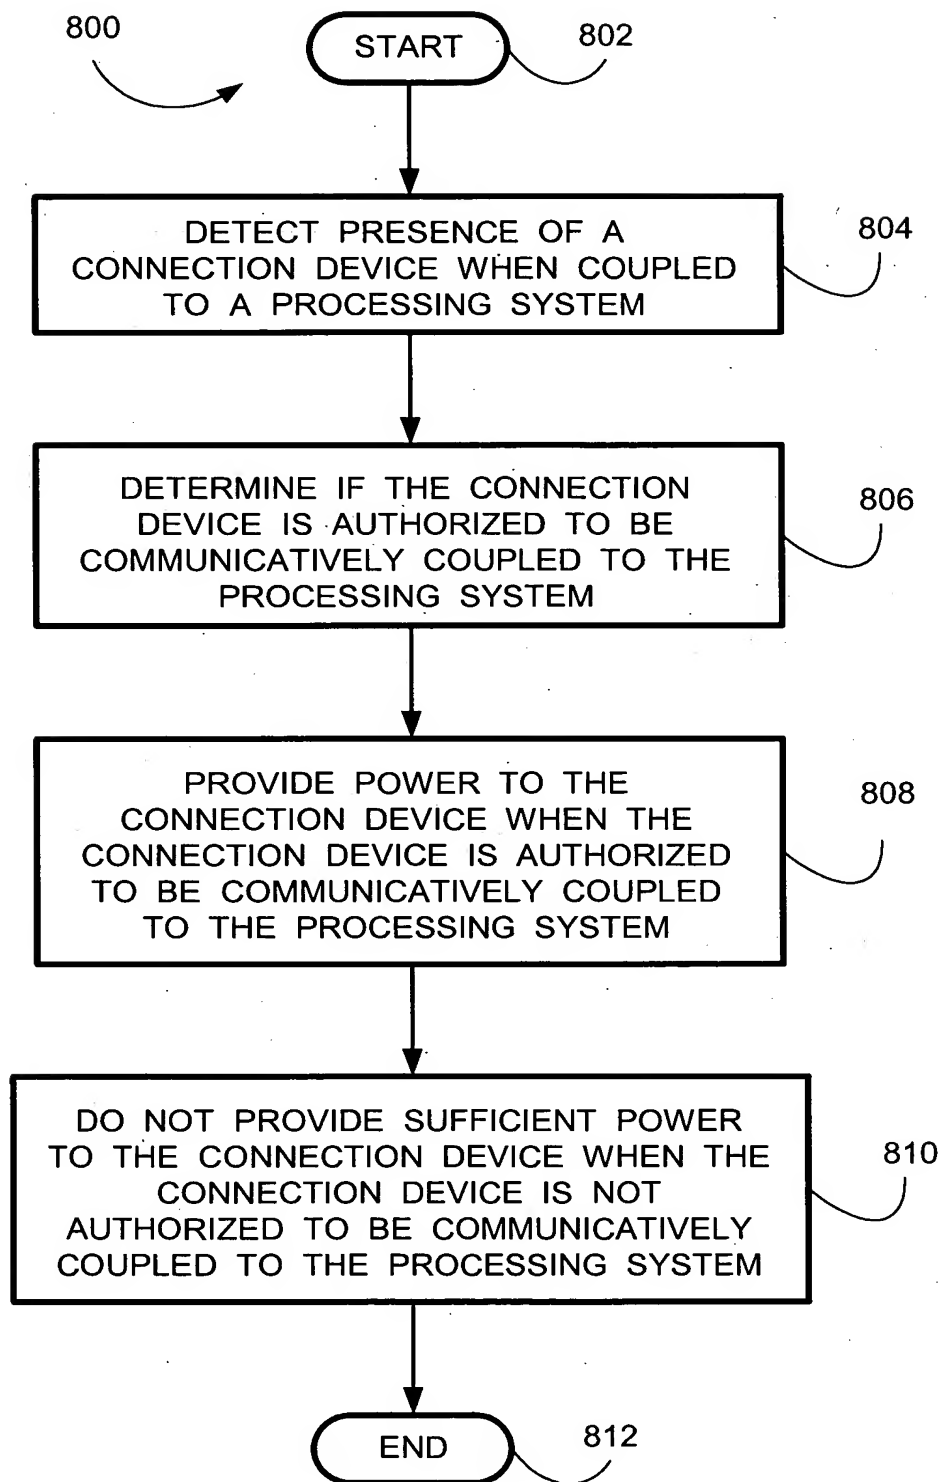 800
START
802
DETECT PRESENCE OF A
CONNECTION DEVICE WHEN COUPLED
TO A PROCESSING SYSTEM
804
DETERMINE IF THE CONNECTION
DEVICE IS AUTHORIZED TO BE
COMMUNICATIVELY COUPLED TO THE
PROCESSING SYSTEM
806
PROVIDE POWER TO THE
CONNECTION DEVICE WHEN THE
CONNECTION DEVICE IS AUTHORIZED
TO BE COMMUNICATIVELY COUPLED
TO THE PROCESSING SYSTEM
808
DO NOT PROVIDE SUFFICIENT POWER
TO THE CONNECTION DEVICE WHEN THE
CONNECTION DEVICE IS NOT
AUTHORIZED TO BE COMMUNICATIVELY
COUPLED TO THE PROCESSING SYSTEM
810
END
812